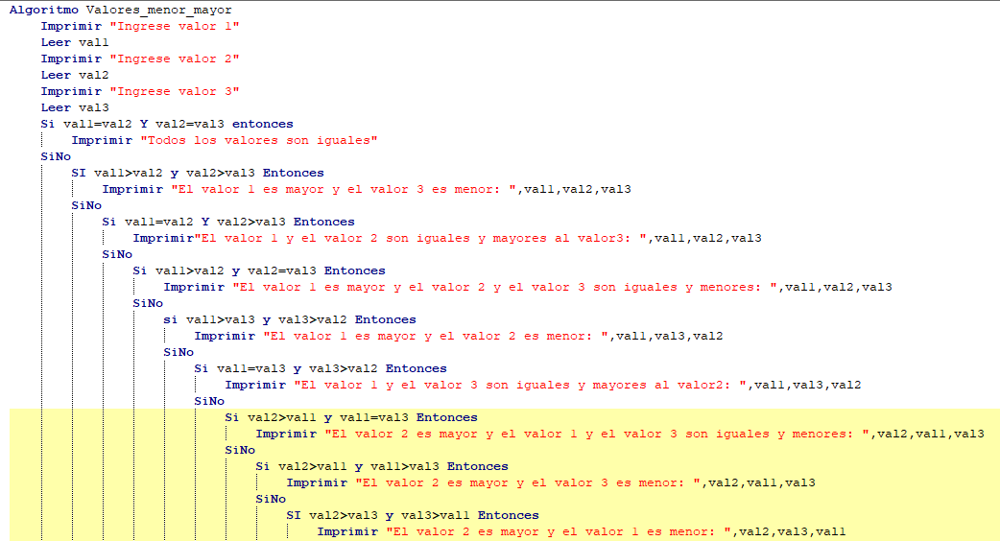 Algoritmo Valores_menor_mayor
Imprimir "Ingrese valor 1"
Leer val1
Imprimir "Ingrese valor 2"
Leer val2
Imprimir "Ingrese valor 3"
Leer val3
Si val1=val2 Y val2=val3 entonces
Imprimir "Todos los valores son iguales"
SiNo
SI val1>val2 y val2>val3 Entonces
Imprimir "El valor 1 es mayor y el valor 3 es menor: ",val1,val2,val3
SiNo
Si val1=val2 Y val2>val3 Entonces
Imprimir"El valor 1 y el valor 2 son iguales y mayores al valor3: ",val1,val2,val3
SiNo
Si val1>val2 y val2=val3 Entonces
Imprimir "El valor 1 es mayor y el valor 2 y el valor 3 son iguales y menores: ",val1,val2,val3
SiNo
si val1>val3 y val3>val2 Entonces
Imprimir "El valor 1 es mayor y el valor 2 es menor: ",val1,val3,val2
SiNo
Si val1=val3 y val3>val2 Entonces
Imprimir "El valor 1 y el valor 3 son iguales y mayores al valor2: ",val1,val3,val2
SiNo
Si val2>val1 y val1=val3 Entonces
Imprimir "El valor 2 es mayor y el valor 1 y el valor 3 son iguales y menores: ",val2,val1,val3
SiNo
Si val2>val1 y val1>val3 Entonces
Imprimir "El valor 2 es mayor y el valor 3 es menor: ",val2,val1,val3
SiNo
SI val2>val3 y val3>val1 Entonces
Imprimir "El valor 2 es mayor y el valor 1 es menor: ",val2,val3,val1